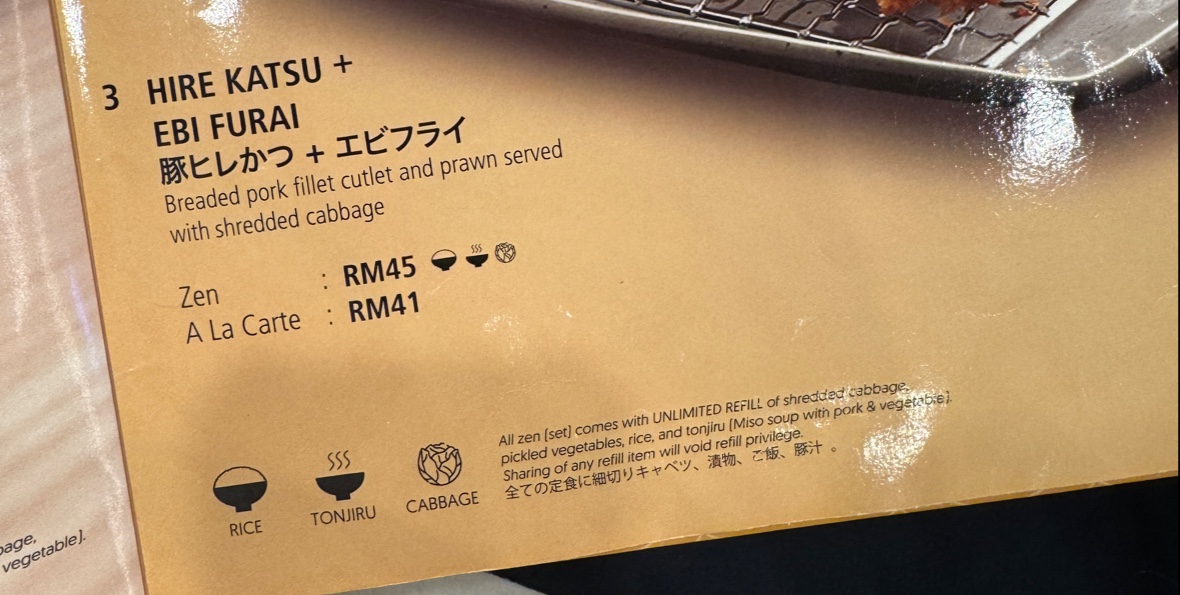 3 HIRE KATSU +
EBI FURAI
豚ヒレかつ + エビフライ
Breaded pork fillet cutlet and prawn served
with shredded cabbage
Zen : RM45
A La Carte : RM41
All zen [set] comes with UNLIMITED REFILL of shredded cabbage,
pickled vegetables, rice, and tonjiru [Miso soup with pork & vegetable].
Sharing of any refill item will void refill privilege.
全ての定食に細切りキャベツ、漬物、ご飯、豚汁 。
RICE
TONJIRU
CABBAGE
vegetable].